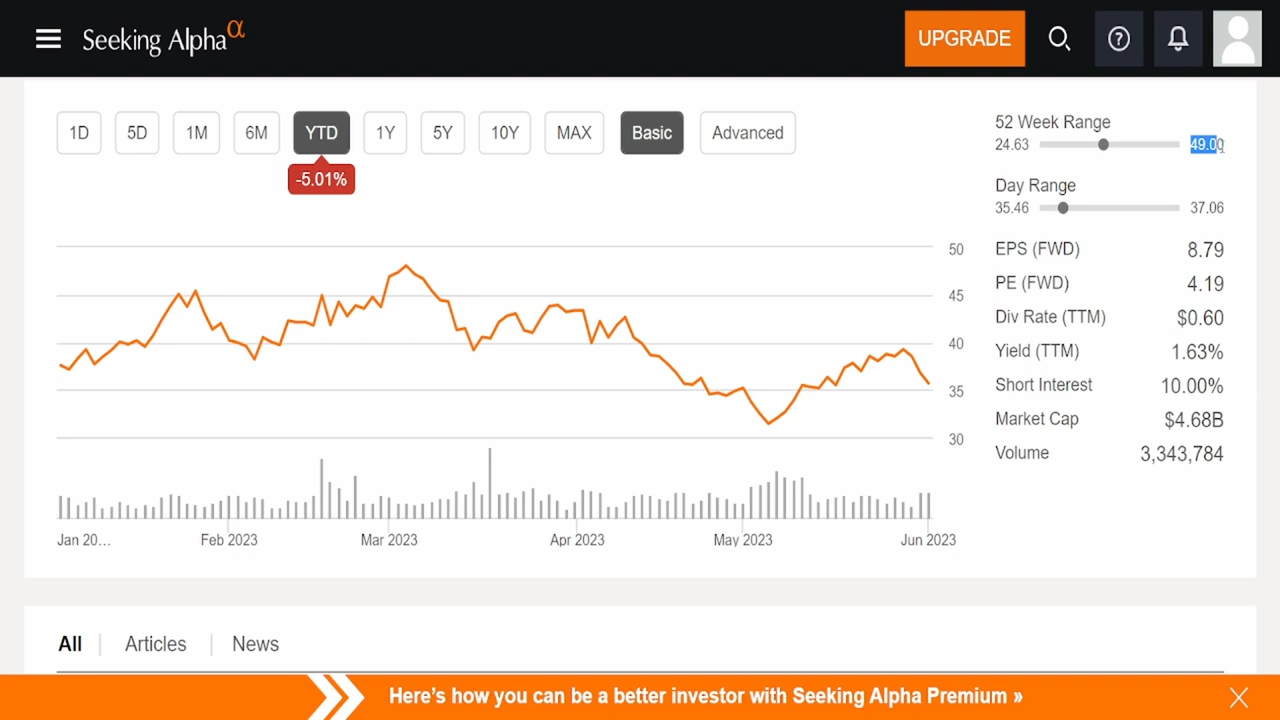 Seeking Alpha α
UPGRADE
1D 5D 1M 6M YTD 1Y 5Y 10Y MAX Basic Advanced
-5.01%
52 Week Range
24.63 49.00
Day Range
35.46 37.06
EPS (FWD) 8.79
PE (FWD) 4.19
Div Rate (TTM) $0.60
Yield (TTM) 1.63%
Short Interest 10.00%
Market Cap $4.68B
Volume 3,343,784
50
45
40
35
30
Jan 20... Feb 2023 Mar 2023 Apr 2023 May 2023 Jun 2023
All Articles News
Here's how you can be a better investor with Seeking Alpha Premium »